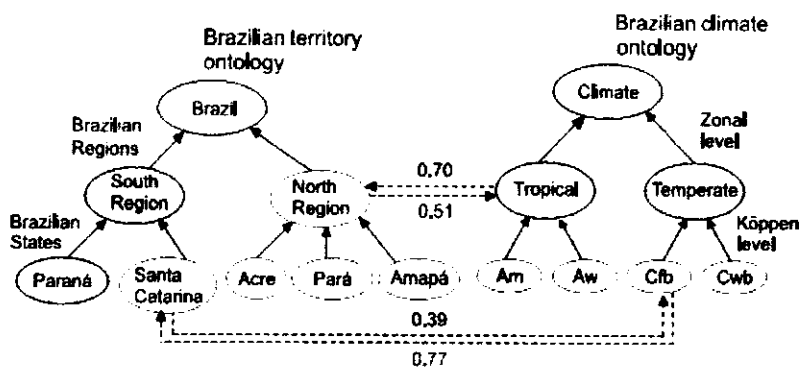 Brazilian territory
ontology
Brazilian climate
ontology
Brazil
Climate
Brazilian
Regions
Zonal
level
South
Region
North
Region
0.70
0.51
Tropical
Temperate
Brazilian
States
Köppen
level
Paraná
Santa
Catarina
Acre
Pará
Amapá
Am
Aw
Cfb
Cwb
0.39
0.77